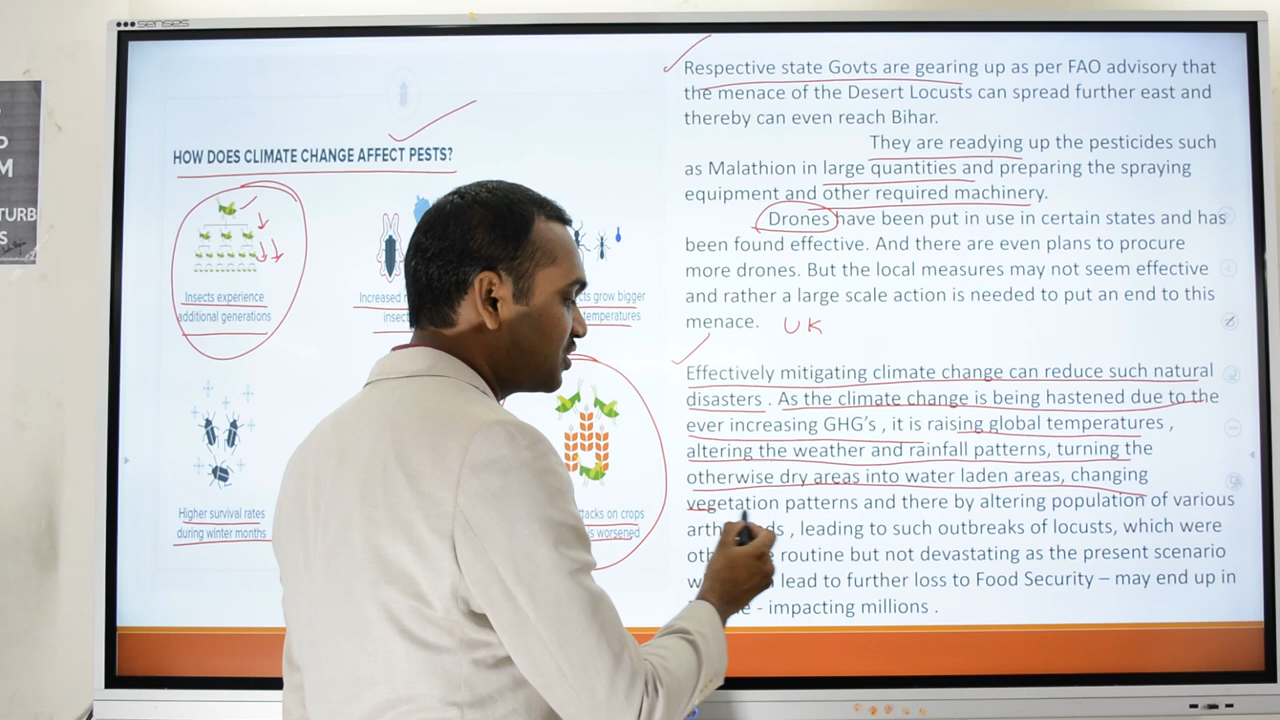 senses
TURB
S
HOW DOES CLIMATE CHANGE AFFECT PESTS?
Insects experience
additional generations
Increased
insect
grow bigger
temperatures
Higher survival rates
during winter months
on crops
worsened
Respective state Govts are gearing up as per FAO advisory that
the menace of the Desert Locusts can spread further east and
thereby can even reach Bihar.
They are readying up the pesticides such
as Malathion in large quantities and preparing the spraying
equipment and other required machinery.
Drones have been put in use in certain states and has
been found effective. And there are even plans to procure
more drones. But the local measures may not seem effective
and rather a large scale action is needed to put an end to this
menace. UK
Effectively mitigating climate change can reduce such natural
disasters . As the climate change is being hastened due to the
ever increasing GHG's , it is raising global temperatures ,
altering the weather and rainfall patterns, turning the
otherwise dry areas into water laden areas, changing
vegetation patterns and there by altering population of various
, leading to such outbreaks of locusts, which were
routine but not devastating as the present scenario
lead to further loss to Food Security – may end up in
- impacting millions .